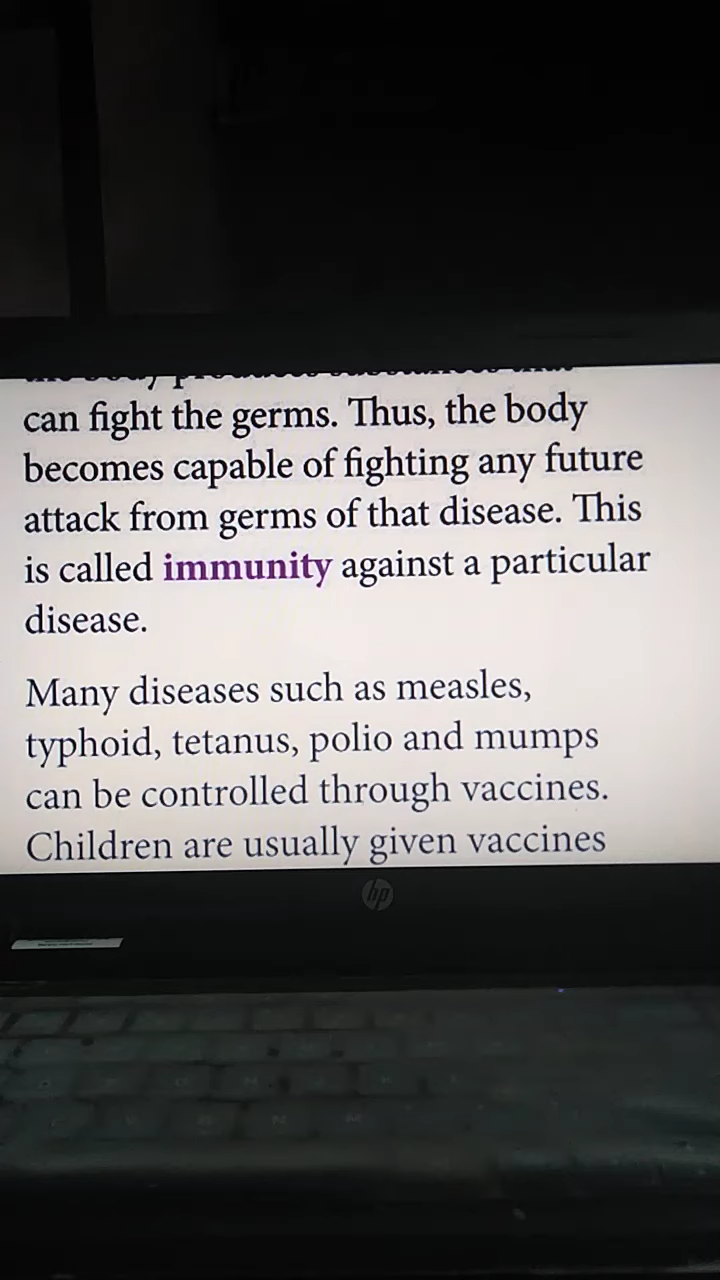 can fight the germs. Thus, the body
becomes capable of fighting any future
attack from germs of that disease. This
is called immunity against a particular
disease.
Many diseases such as measles,
typhoid, tetanus, polio and mumps
can be controlled through vaccines.
Children are usually given vaccines
hp